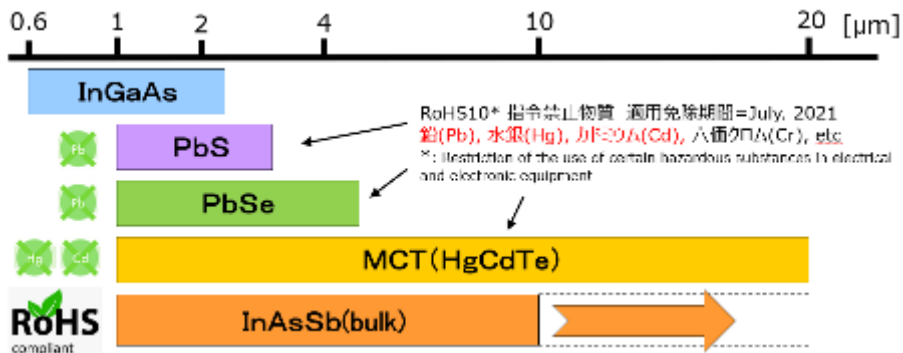 0.6 1 2 4 10 20 [μm]
InGaAs
RoHS10* 指令禁止物質 適用免除期間=July, 2021
鉛(Pb), 水銀(Hg), カドミウム(Cd), 六価クロム(Cr), etc
*: Restriction of the use of certain hazardous substances in electrical
and electronic equipment
Pb PbS
Pb PbSe
Hg Cd MCT(HgCdTe)
RoHS
compliant
InAsSb(bulk)